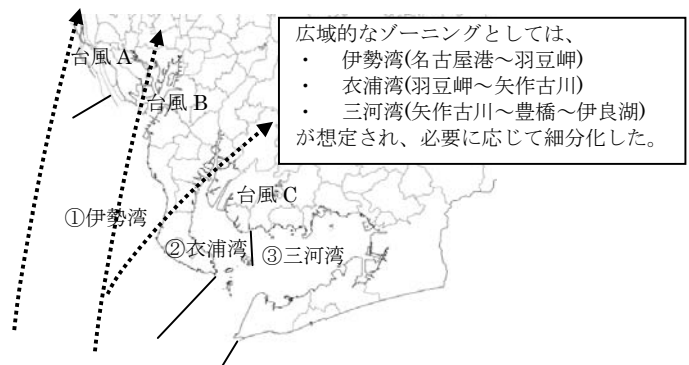 広域的なゾーニングとしては、
・ 伊勢湾(名古屋港～羽豆岬)
・ 衣浦湾(羽豆岬～矢作古川)
・ 三河湾(矢作古川～豊橋～伊良湖)
が想定され、必要に応じて細分化した。
台風 A
台風 B
台風 C
①伊勢湾
②衣浦湾
③三河湾